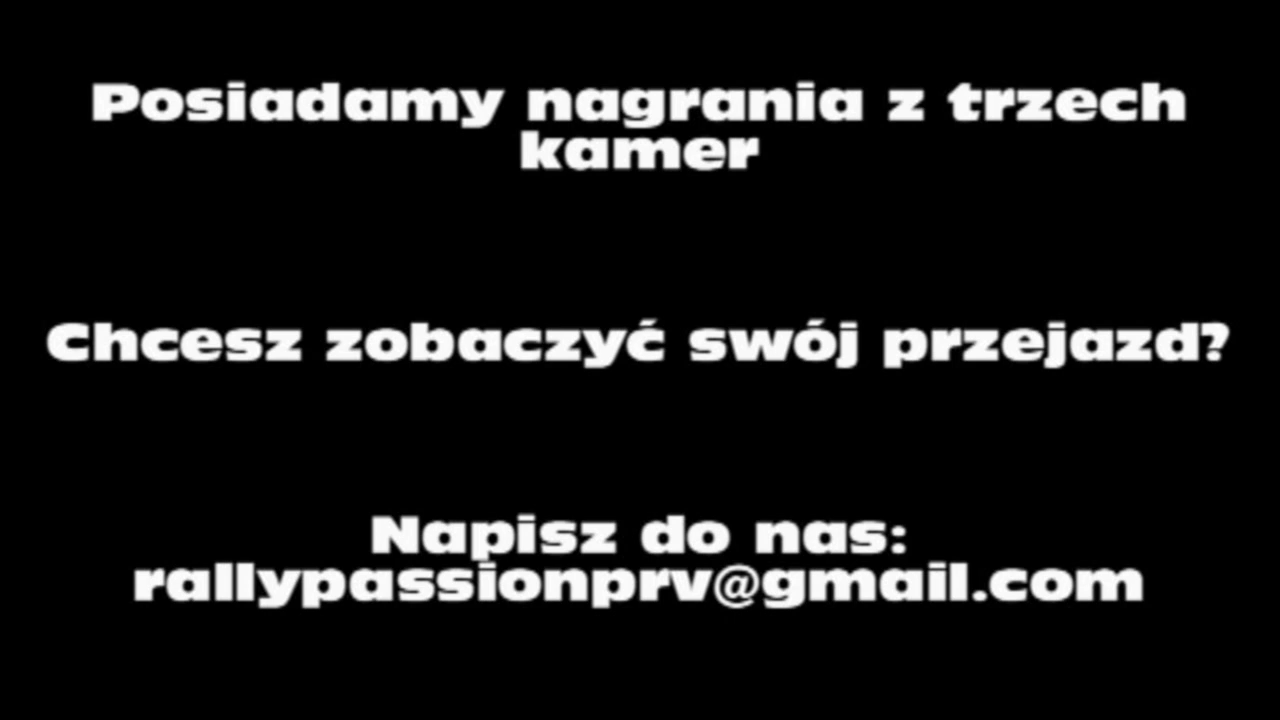 Posiadamy nagrania z trzech
kamer
Chcesz zobaczyć swój przejazd?
Napisz do nas:
rallypassionprv@gmail.com